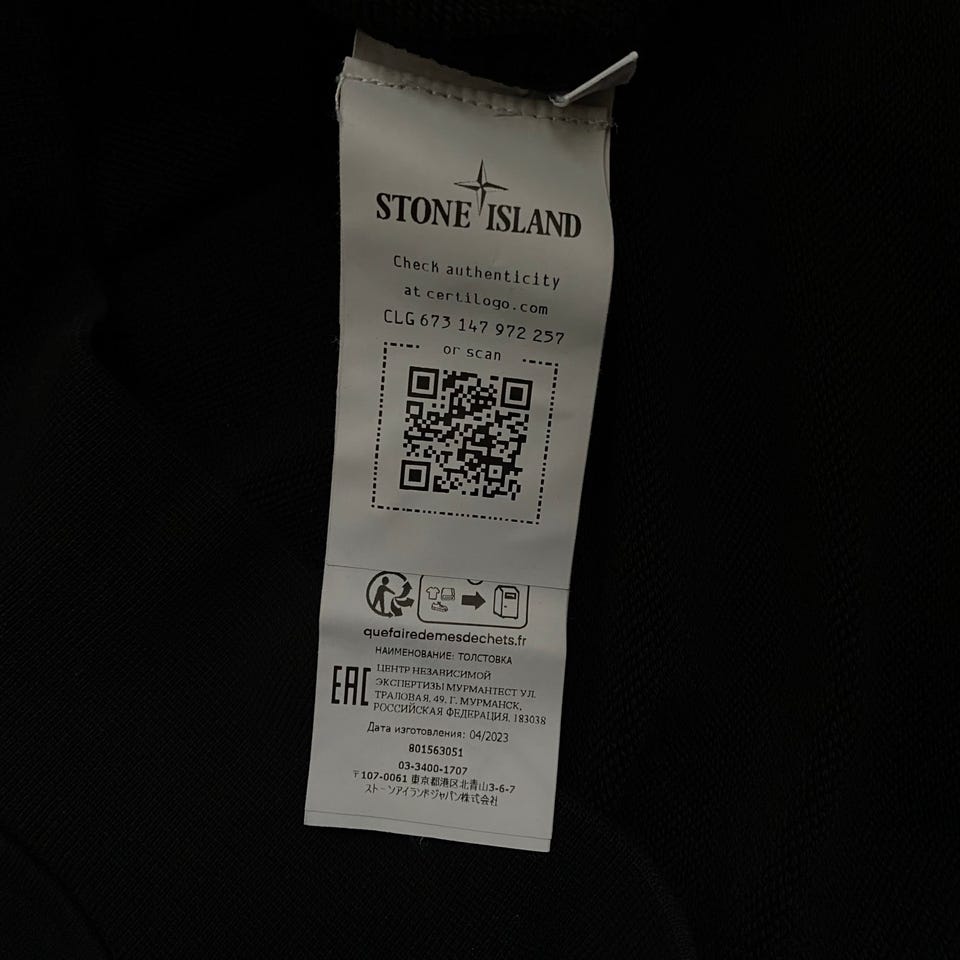 STONE ISLAND
Check authenticity
at certilogo.com
CLG 673 147 972 257
or scan
quefairedemesdechets.fr
НАИМЕНОВАНИЕ: ТОЛСТОВКА
EAC
ЦЕНТР НЕЗАВИСИМОЙ
ЭКСПЕРТИЗЫ МУРМАНТЕСТ УЛ.
ТРАЛОВАЯ, 49, Г. МУРМАНСК,
РОССИЙСКАЯ ФЕДЕРАЦИЯ, 183038
Дата изготовления: 04/2023
801563051
03-3400-1707
〒107-0061 東京都港区北青山3-6-7
ストーンアイランドジャパン株式会社